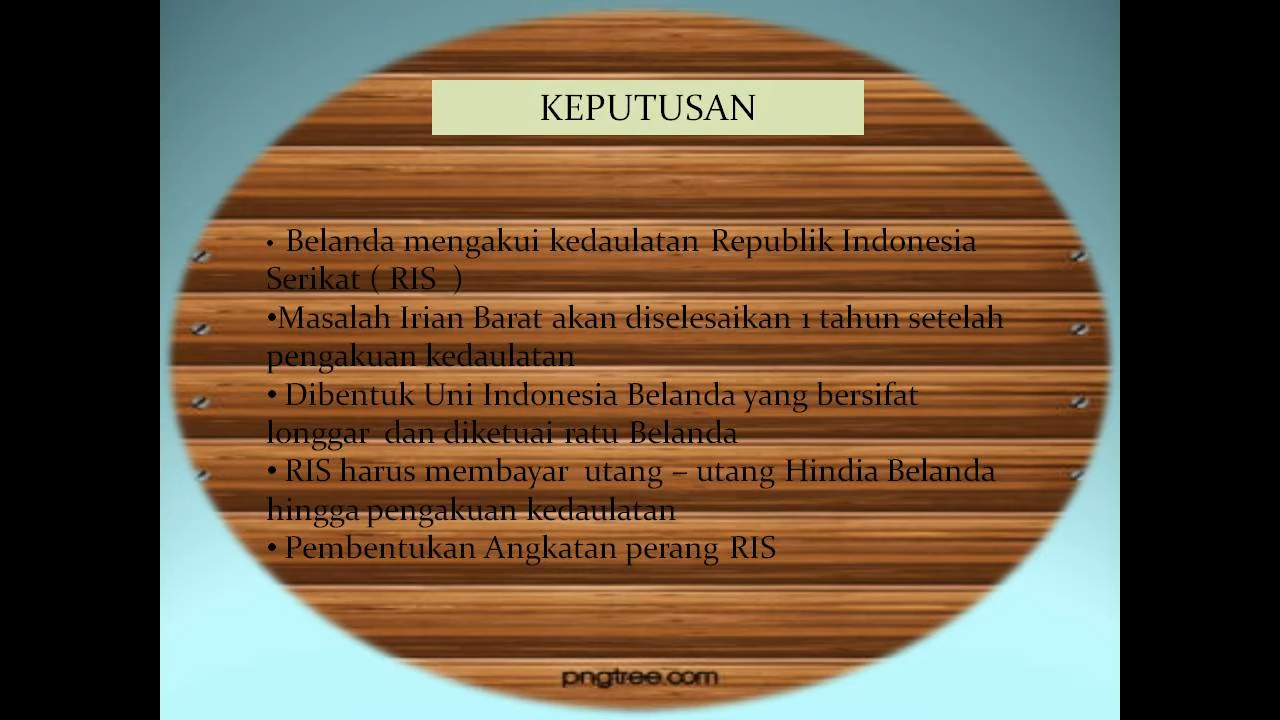 KEPUTUSAN
• Belanda mengakui kedaulatan Republik Indonesia
Serikat ( RIS )
•Masalah Irian Barat akan diselesaikan 1 tahun setelah
pengakuan kedaulatan
• Dibentuk Uni Indonesia Belanda yang bersifat
longgar dan diketuai ratu Belanda
• RIS harus membayar utang – utang Hindia Belanda
hingga pengakuan kedaulatan
• Pembentukan Angkatan perang RIS
pngtree.com